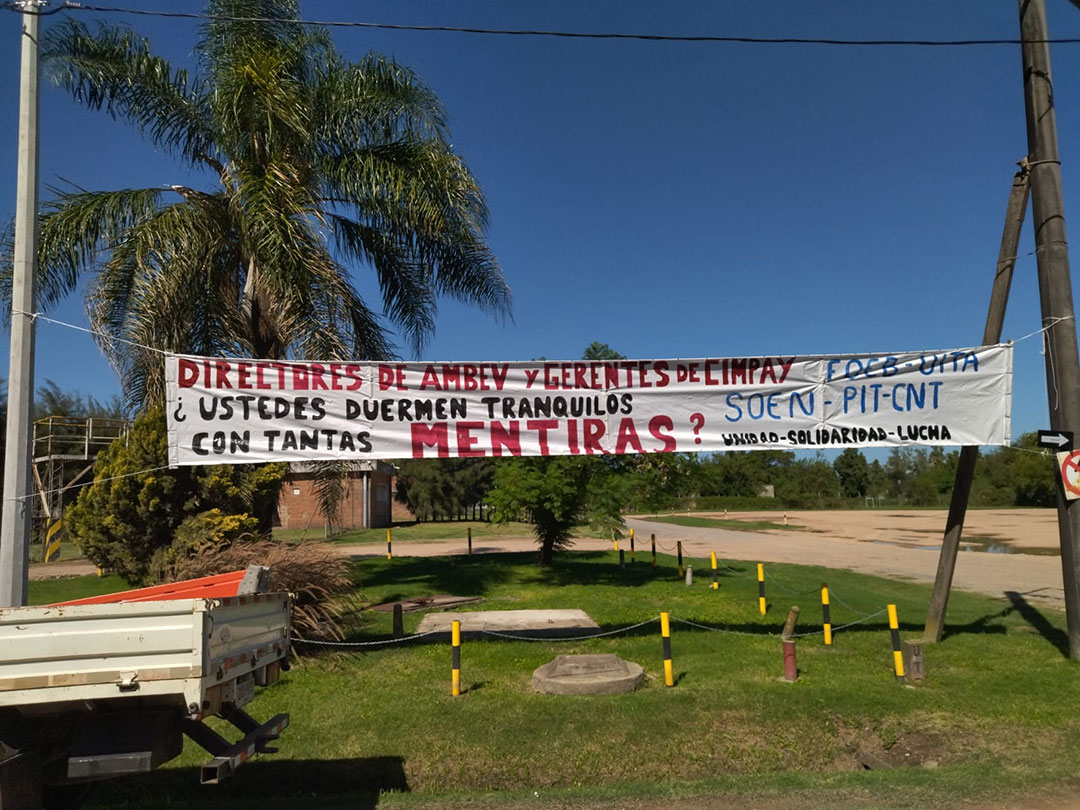 DIRECTORES DE AMBEV y GERENTES DE CIMPAY
¿USTEDES DUERMEN TRANQUILOS
CON TANTAS MENTIRAS?
FOEB-UITA
SOEN-PIT-CNT
UNIDAD-SOLIDARIDAD-LUCHA